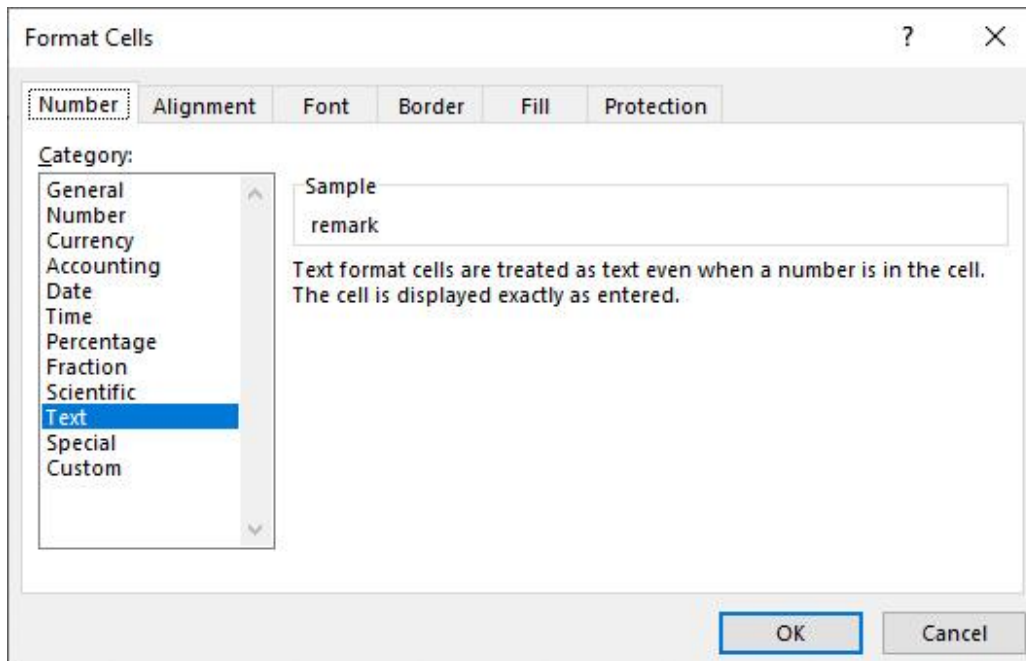 Format Cells ?
Number Alignment Font Border Fill Protection
Category:
General
Number
Currency
Accounting
Date
Time
Percentage
Fraction
Scientific
Text
Special
Custom
Sample
remark
Text format cells are treated as text even when a number is in the cell.
The cell is displayed exactly as entered.
OK Cancel